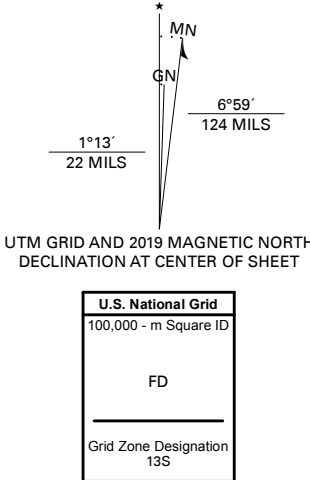 ★
MN
GN
6°59´
124 MILS
1°13´
22 MILS
UTM GRID AND 2019 MAGNETIC NORTH
DECLINATION AT CENTER OF SHEET
U.S. National Grid
100,000 - m Square ID
FD
Grid Zone Designation
13S